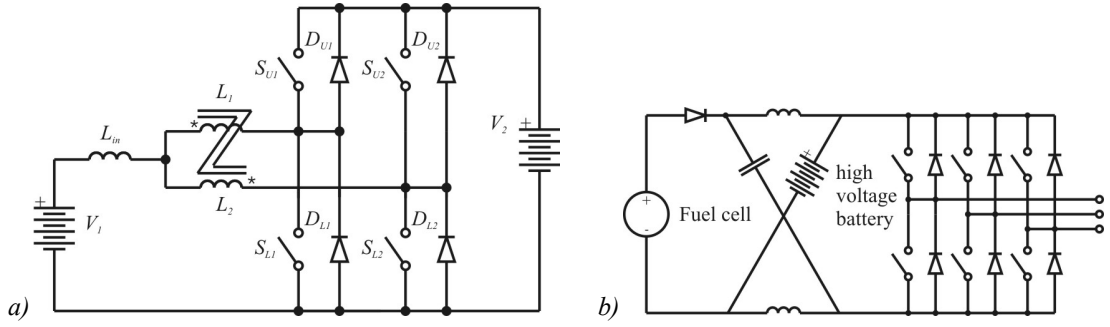 D_U1 D_U2
S_U1 S_U2
L_1
*
L_in
V_2 +
*
L_2
+
V_1
D_L1 D_L2
S_L1 S_L2
a)
+
high
voltage
battery
+
Fuel cell
-
b)